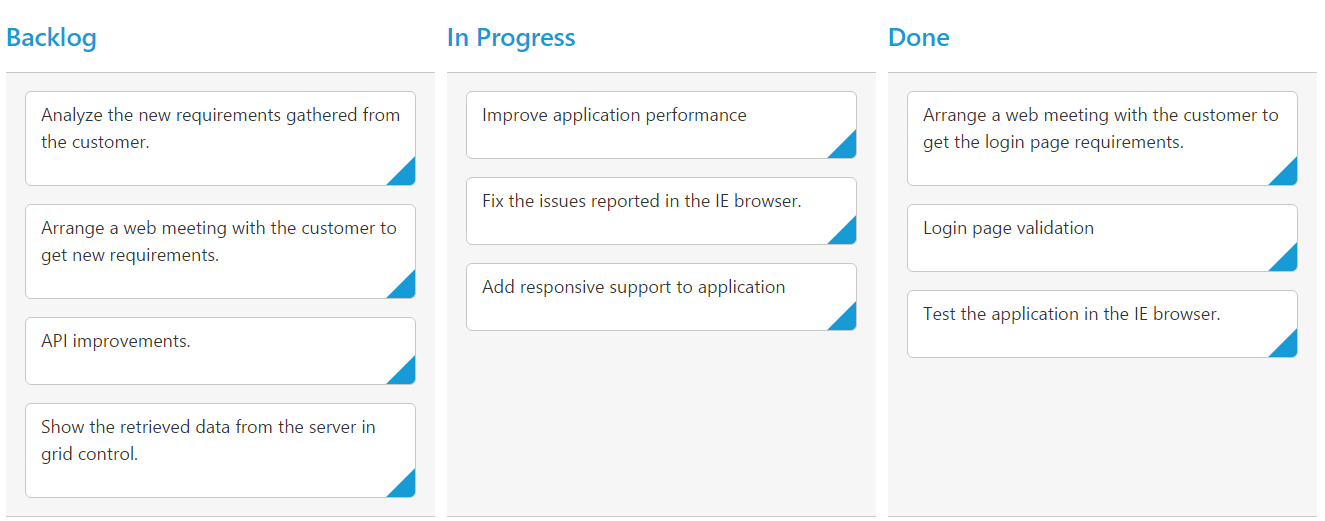 Backlog
Analyze the new requirements gathered from
the customer.
Arrange a web meeting with the customer to
get new requirements.
API improvements.
Show the retrieved data from the server in
grid control.
In Progress
Improve application performance
Fix the issues reported in the IE browser.
Add responsive support to application
Done
Arrange a web meeting with the customer to
get the login page requirements.
Login page validation
Test the application in the IE browser.